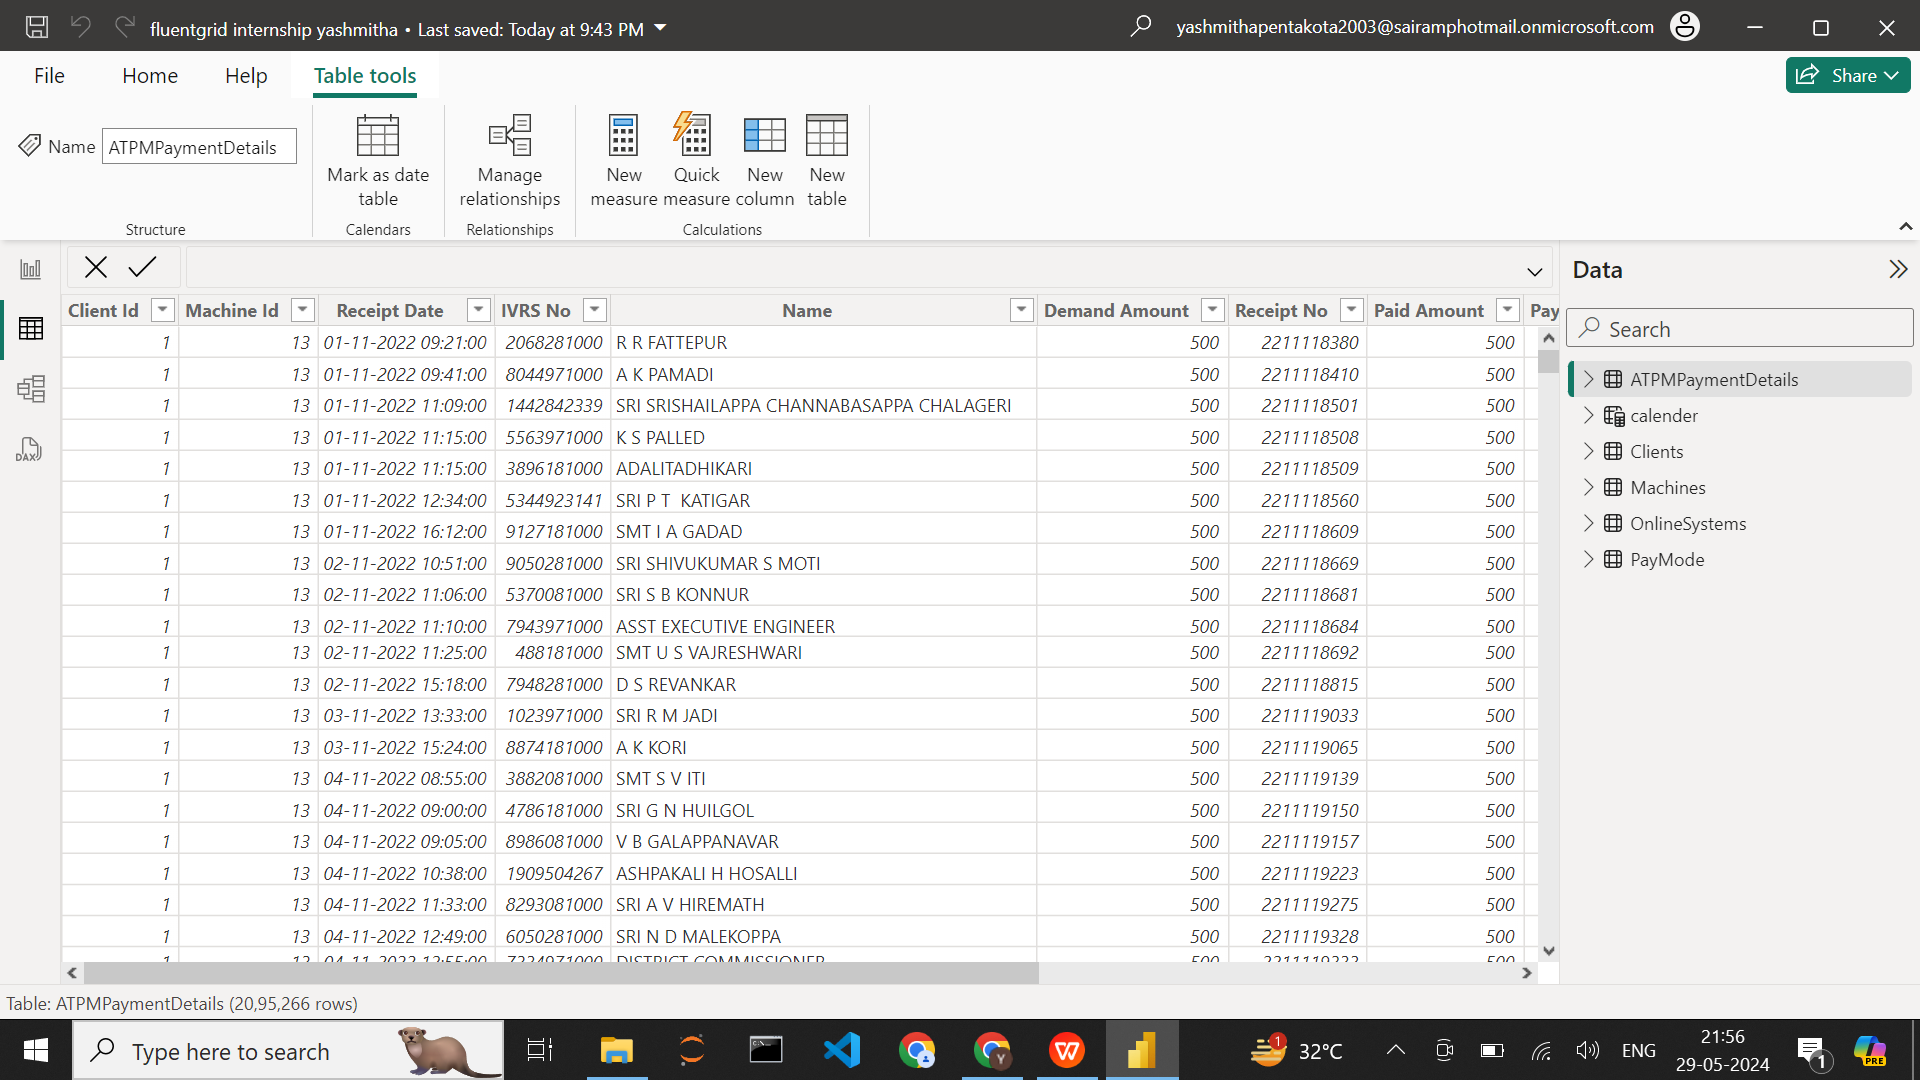 fluentgrid internship yashmitha • Last saved: Today at 9:43 PM
yashmithapentakota2003@sairamphotmail.onmicrosoft.com
File Home Help Table tools
Share
Name ATPMPaymentDetails
Mark as date table
Manage relationships
New measure
Quick measure
New column
New table
Structure Calendars Relationships Calculations
Client Id Machine Id Receipt Date IVRS No Name Demand Amount Receipt No Paid Amount Pay
1 13 01-11-2022 09:21:00 2068281000 R R FATTEPUR 500 2211118380 500
1 13 01-11-2022 09:41:00 8044971000 A K PAMADI 500 2211118410 500
1 13 01-11-2022 11:09:00 1442842339 SRI SRISHAILAPPA CHANNABASAPPA CHALAGERI 500 2211118501 500
1 13 01-11-2022 11:15:00 5563971000 K S PALLED 500 2211118508 500
1 13 01-11-2022 11:15:00 3896181000 ADALITADHIKARI 500 2211118509 500
1 13 01-11-2022 12:34:00 5344923141 SRI P T  KATIGAR 500 2211118560 500
1 13 01-11-2022 16:12:00 9127181000 SMT I A GADAD 500 2211118609 500
1 13 02-11-2022 10:51:00 9050281000 SRI SHIVUKUMAR S MOTI 500 2211118669 500
1 13 02-11-2022 11:06:00 5370081000 SRI S B KONNUR 500 2211118681 500
1 13 02-11-2022 11:10:00 7943971000 ASST EXECUTIVE ENGINEER 500 2211118684 500
1 13 02-11-2022 11:25:00 488181000 SMT U S VAJRESHWARI 500 2211118692 500
1 13 02-11-2022 15:18:00 7948281000 D S REVANKAR 500 2211118815 500
1 13 03-11-2022 13:33:00 1023971000 SRI R M JADI 500 2211119033 500
1 13 03-11-2022 15:24:00 8874181000 A K KORI 500 2211119065 500
1 13 04-11-2022 08:55:00 3882081000 SMT S V ITI 500 2211119139 500
1 13 04-11-2022 09:00:00 4786181000 SRI G N HUILGOL 500 2211119150 500
1 13 04-11-2022 09:05:00 8986081000 V B GALAPPANAVAR 500 2211119157 500
1 13 04-11-2022 10:38:00 1909504267 ASHPAKALI H HOSALLI 500 2211119223 500
1 13 04-11-2022 11:33:00 8293081000 SRI A V HIREMATH 500 2211119275 500
1 13 04-11-2022 12:49:00 6050281000 SRI N D MALEKOPPA 500 2211119328 500
DISTRICT COMMISSIONER
Data
Search
ATPMPaymentDetails
calender
Clients
Machines
OnlineSystems
PayMode
DAX
Table: ATPMPaymentDetails (20,95,266 rows)
Type here to search
1 32°C
ENG
21:56
29-05-2024
1
PRE